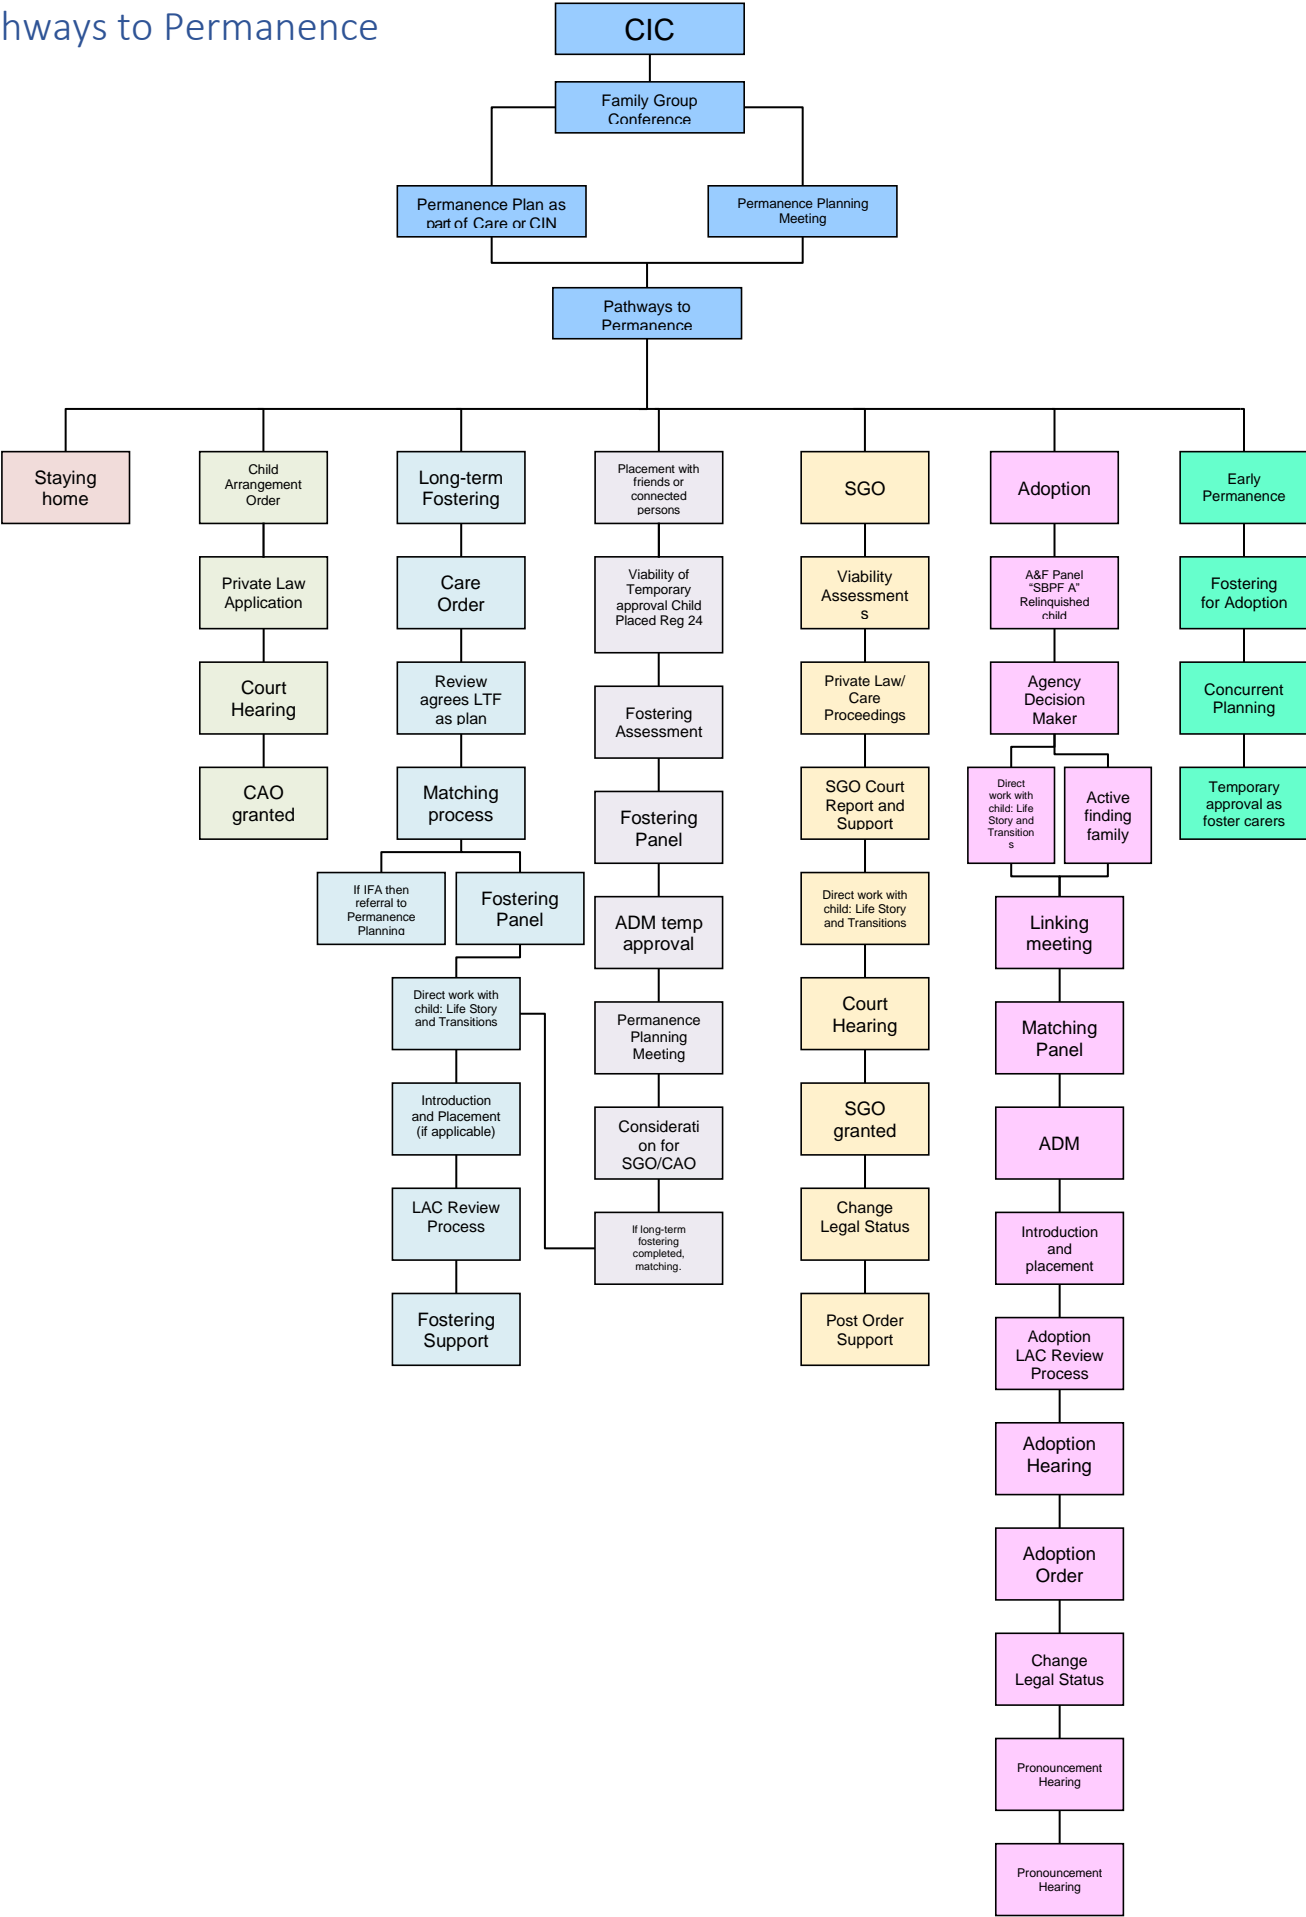 hways to Permanence
CIC
Family Group
Conference
Permanence Plan as
part of Care or CIN
Permanence Planning
Meeting
Pathways to
Permanence
Staying
home
Child
Arrangement
Order
Private Law
Application
Court
Hearing
CAO
granted
Long-term
Fostering
Care
Order
Review
agrees LTF
as plan
Matching
process
If IFA then
referral to
Permanence
Planning
Fostering
Panel
Direct work with
child: Life Story
and Transitions
Introduction
and Placement
(if applicable)
LAC Review
Process
Fostering
Support
Placement with
friends or
connected
persons
Viability of
Temporary
approval Child
Placed Reg 24
Fostering
Assessment
Fostering
Panel
ADM temp
approval
Permanence
Planning
Meeting
Considerati
on for
SGO/CAO
If long-term
fostering
completed,
matching.
SGO
Viability
Assessment
s
Private Law/
Care
Proceedings
SGO Court
Report and
Support
Direct work with
child: Life Story
and Transitions
Court
Hearing
SGO
granted
Change
Legal Status
Post Order
Support
Adoption
A&F Panel
“SBPF A”
Relinquished
child
Agency
Decision
Maker
Direct
work with
child: Life
Story and
Transition
s
Active
finding
family
Linking
meeting
Matching
Panel
ADM
Introduction
and
placement
Adoption
LAC Review
Process
Adoption
Hearing
Adoption
Order
Change
Legal Status
Pronouncement
Hearing
Pronouncement
Hearing
Early
Permanence
Fostering
for Adoption
Concurrent
Planning
Temporary
approval as
foster carers